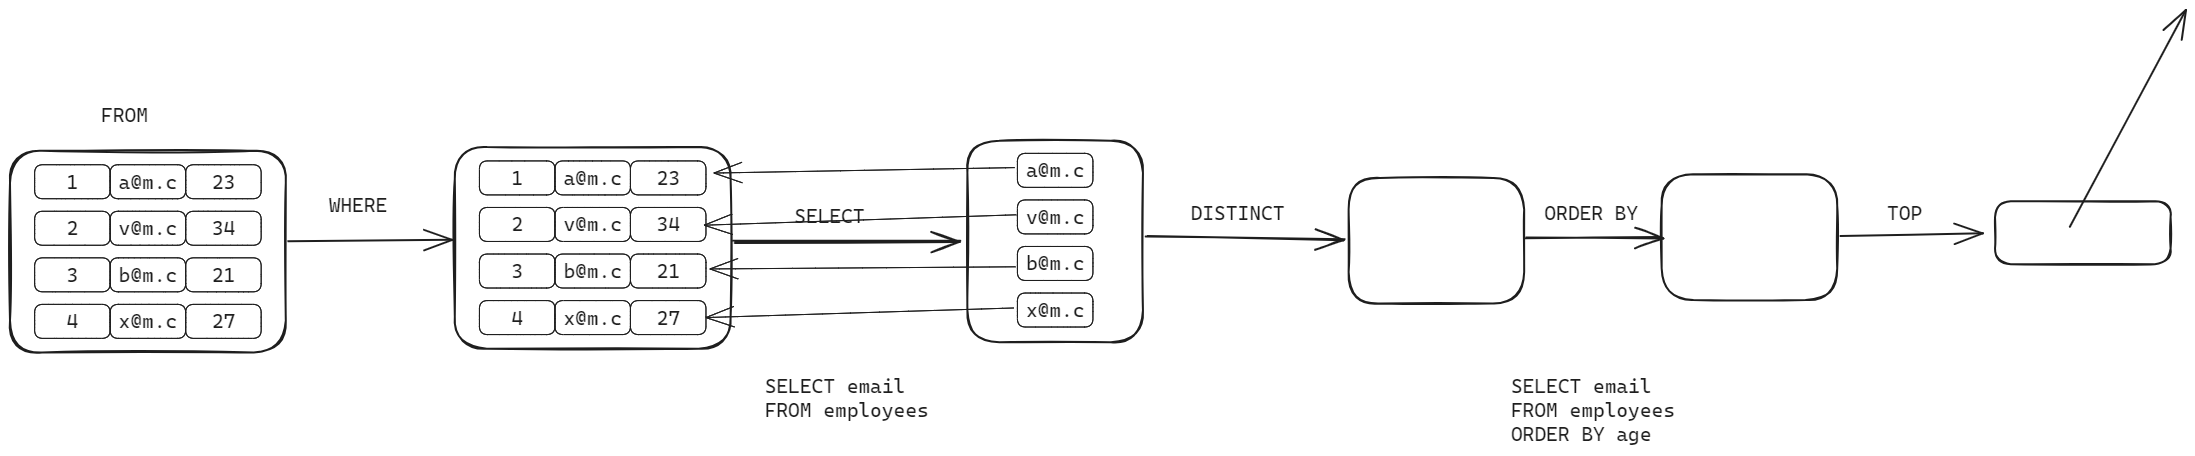 FROM
1 a@m.c 23
2 v@m.c 34
3 b@m.c 21
4 x@m.c 27
WHERE
1 a@m.c 23
2 v@m.c 34
3 b@m.c 21
4 x@m.c 27
SELECT
a@m.c
v@m.c
b@m.c
x@m.c
DISTINCT
ORDER BY
TOP
SELECT email
FROM employees
SELECT email
FROM employees
ORDER BY age